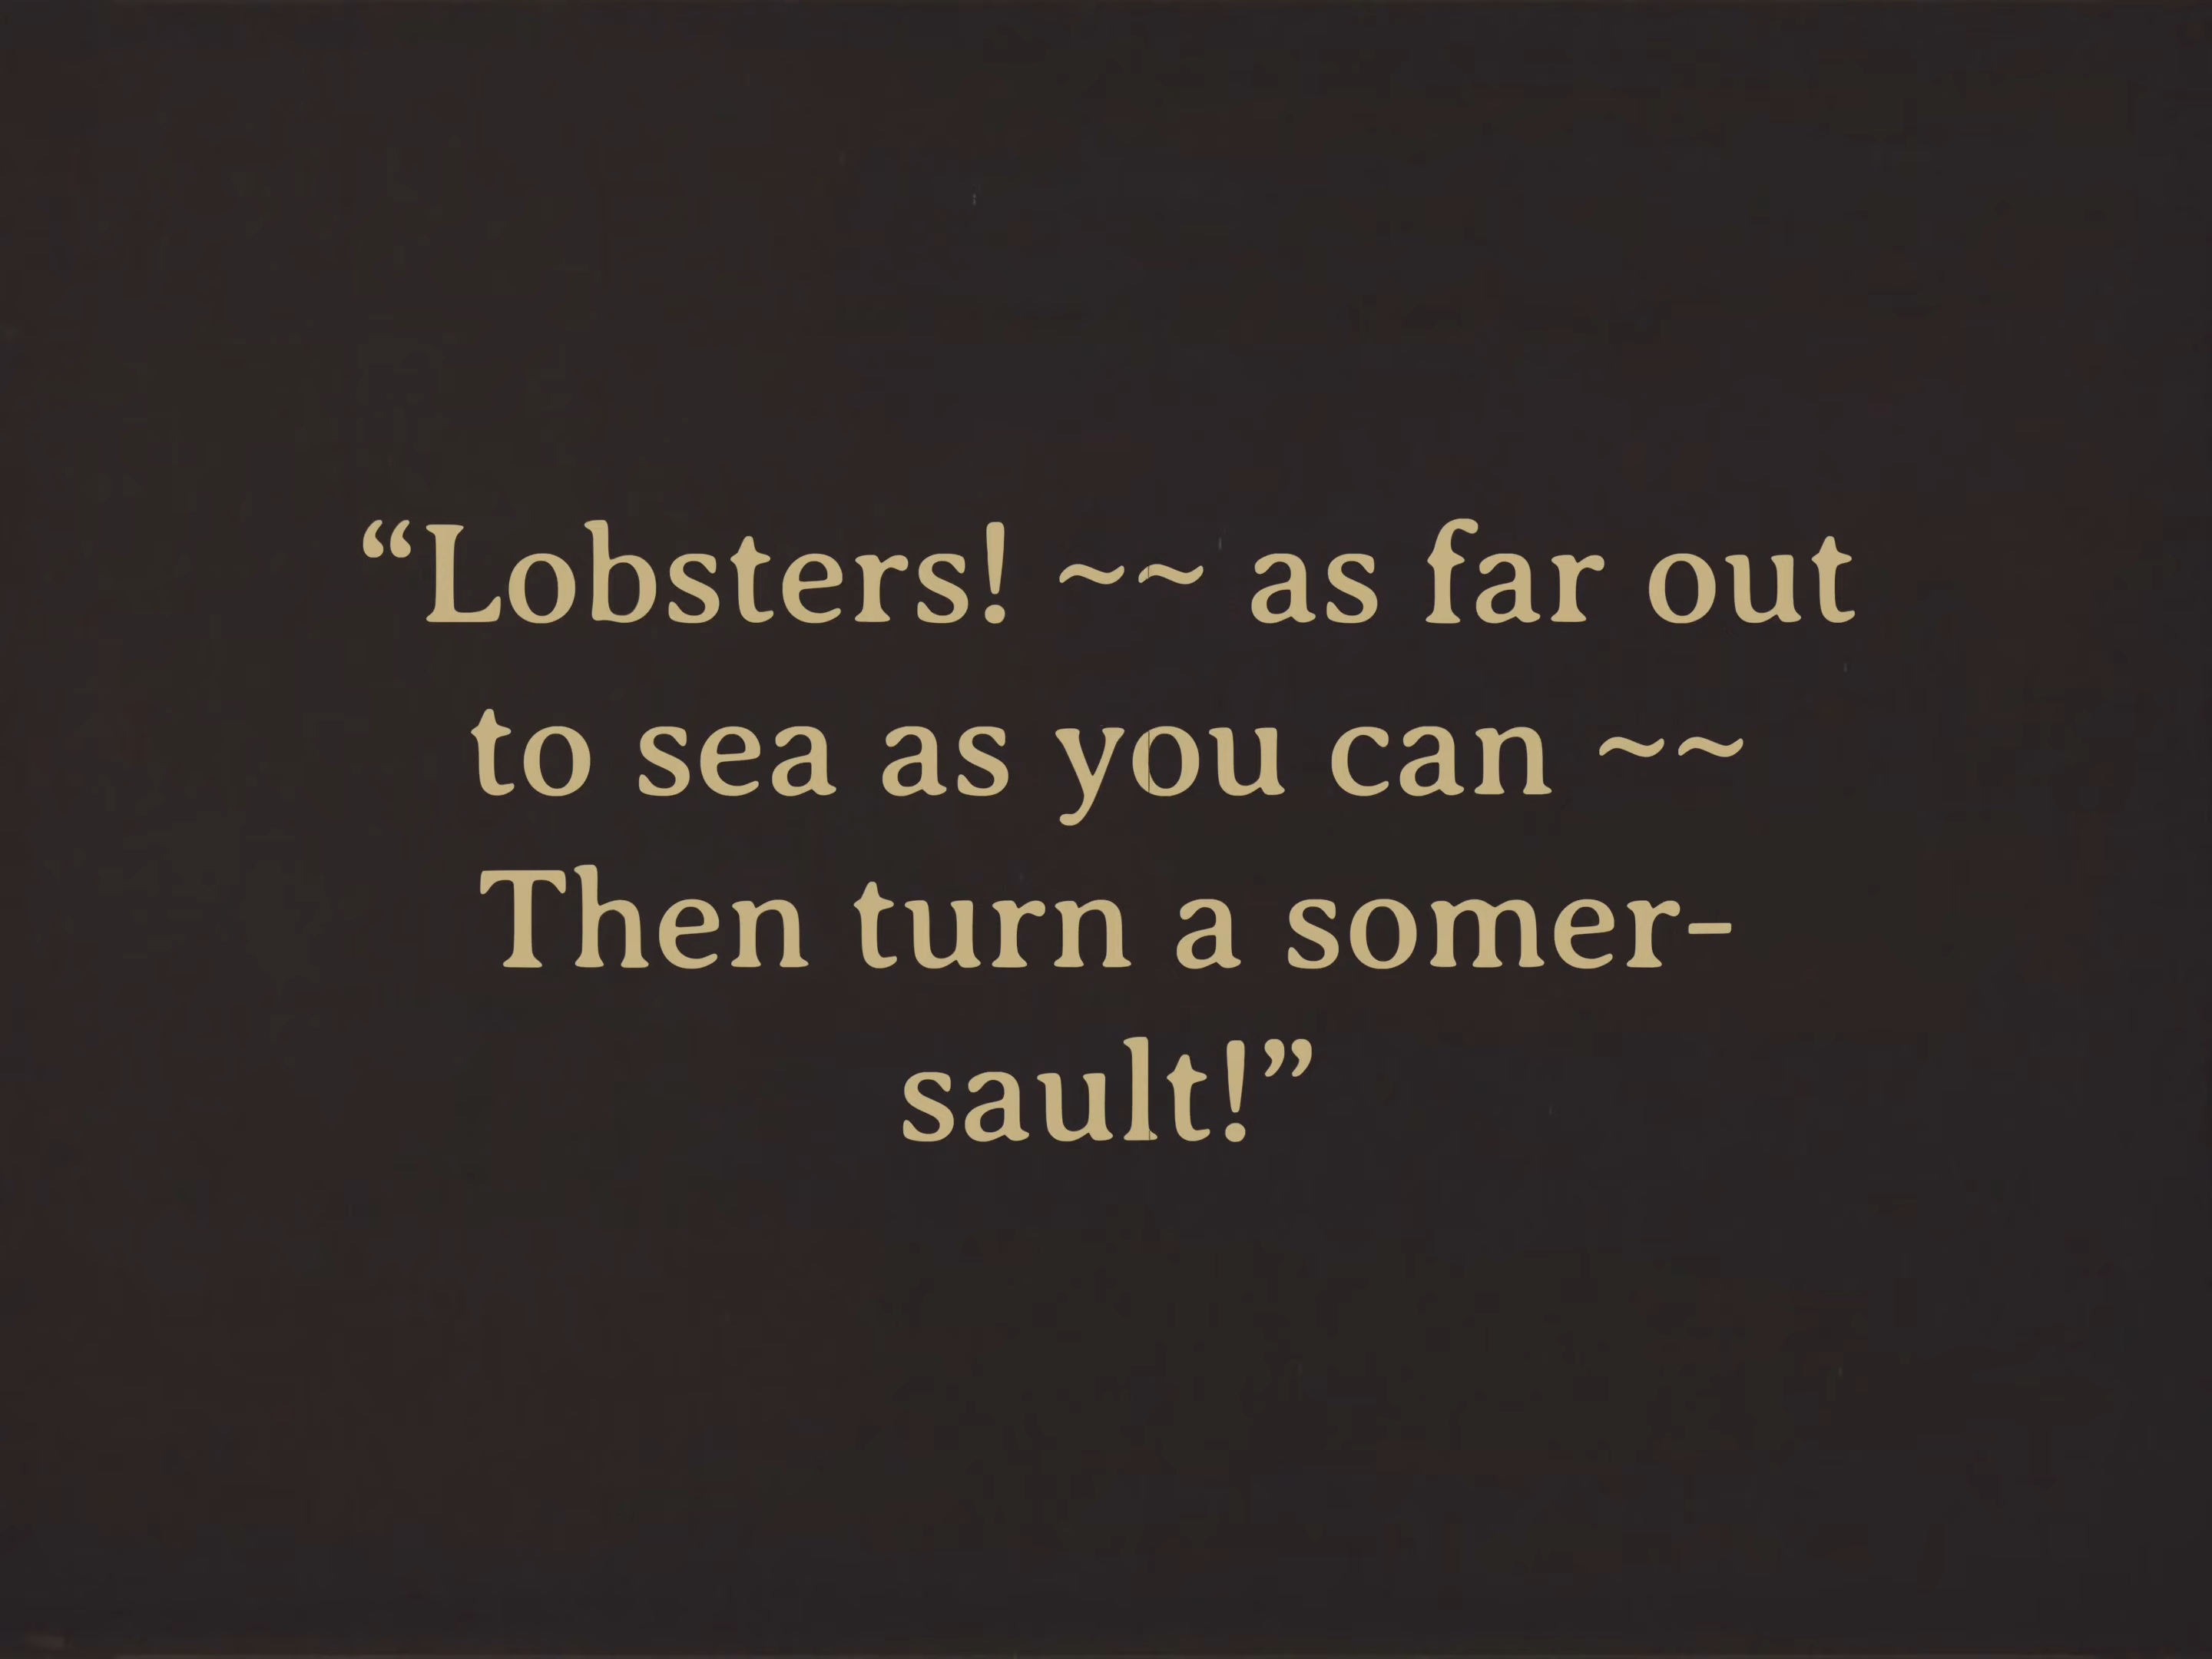 “Lobsters! ~~ as far out
to sea as you can ~~
Then turn a somer-
sault!”